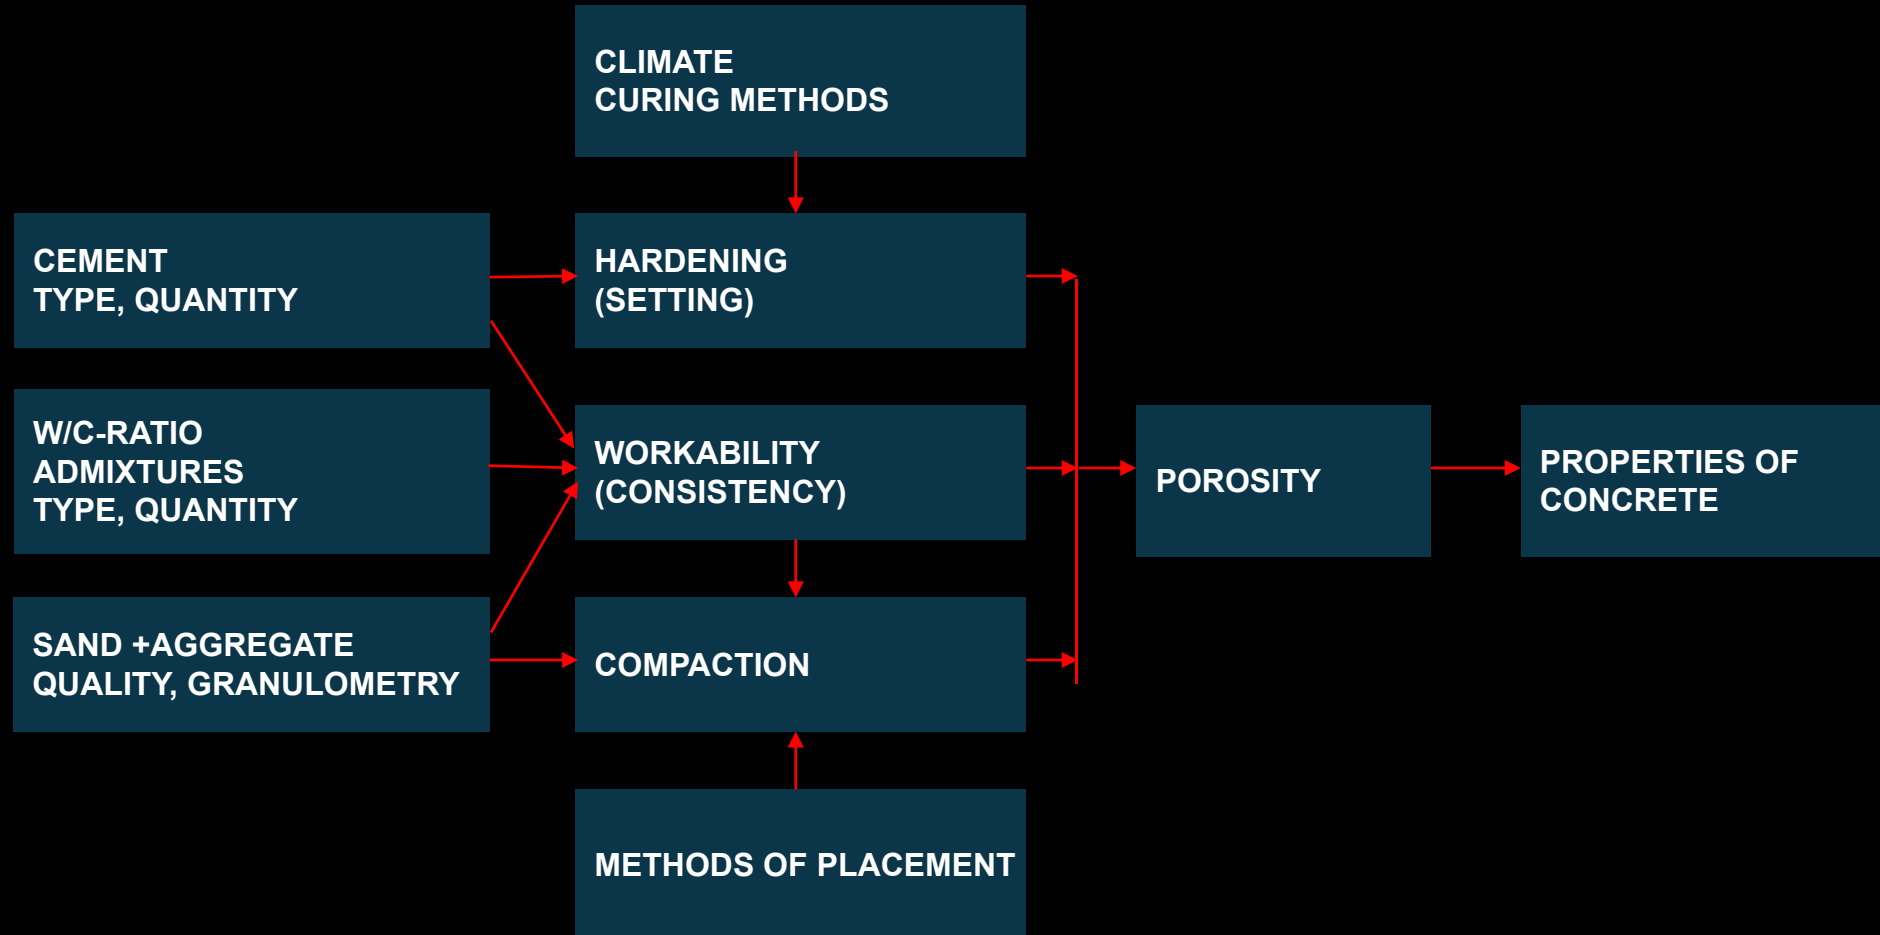 CLIMATE
CURING METHODS
CEMENT
TYPE, QUANTITY
HARDENING
(SETTING)
W/C-RATIO
ADMIXTURES
TYPE, QUANTITY
WORKABILITY
(CONSISTENCY)
POROSITY
PROPERTIES OF
CONCRETE
SAND +AGGREGATE
QUALITY, GRANULOMETRY
COMPACTION
METHODS OF PLACEMENT